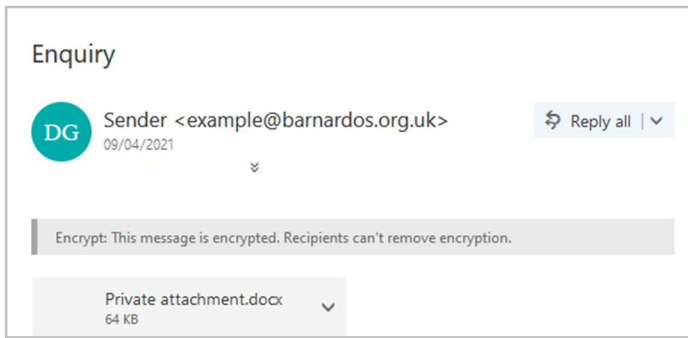 Enquiry
DG
Sender <example@barnardos.org.uk>
Reply all
09/04/2021
Encrypt: This message is encrypted. Recipients can't remove encryption.
Private attachment.docx
64 KB